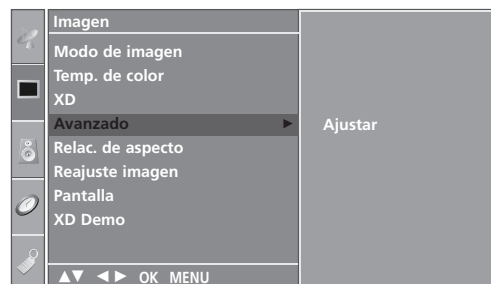 Imagen
Modo de imagen
Temp. de color
XD
Avanzado ► Ajustar
Relac. de aspecto
Reajuste imagen
Pantalla
XD Demo
▲▼ ◄► OK MENU